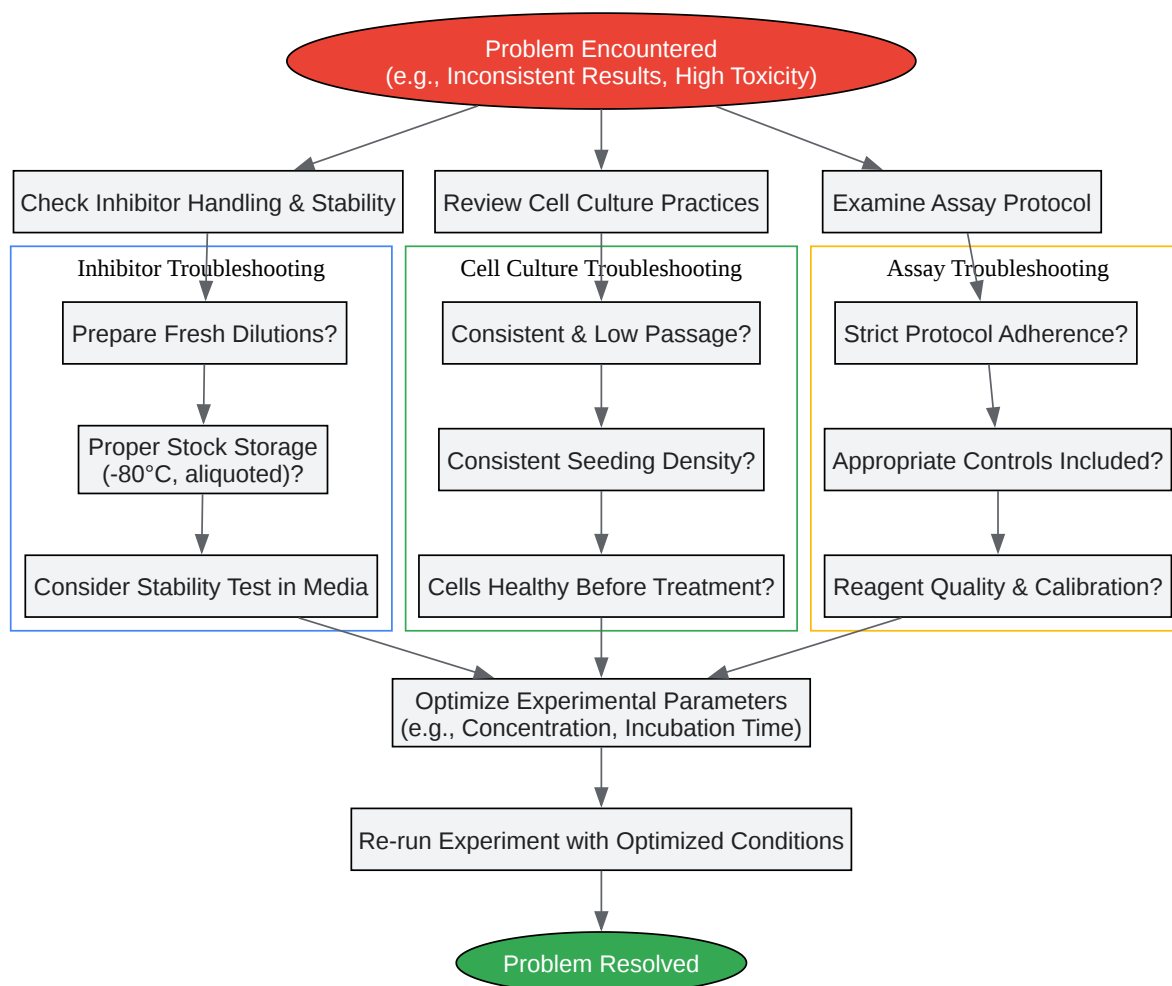 Problem Encountered
(e.g., Inconsistent Results, High Toxicity)
Check Inhibitor Handling & Stability
Review Cell Culture Practices
Examine Assay Protocol
Inhibitor Troubleshooting
Cell Culture Troubleshooting
Assay Troubleshooting
Prepare Fresh Dilutions?
Consistent & Low Passage?
Strict Protocol Adherence?
Proper Stock Storage
(-80°C, aliquoted)?
Consistent Seeding Density?
Appropriate Controls Included?
Consider Stability Test in Media
Cells Healthy Before Treatment?
Reagent Quality & Calibration?
Optimize Experimental Parameters
(e.g., Concentration, Incubation Time)
Re-run Experiment with Optimized Conditions
Problem Resolved